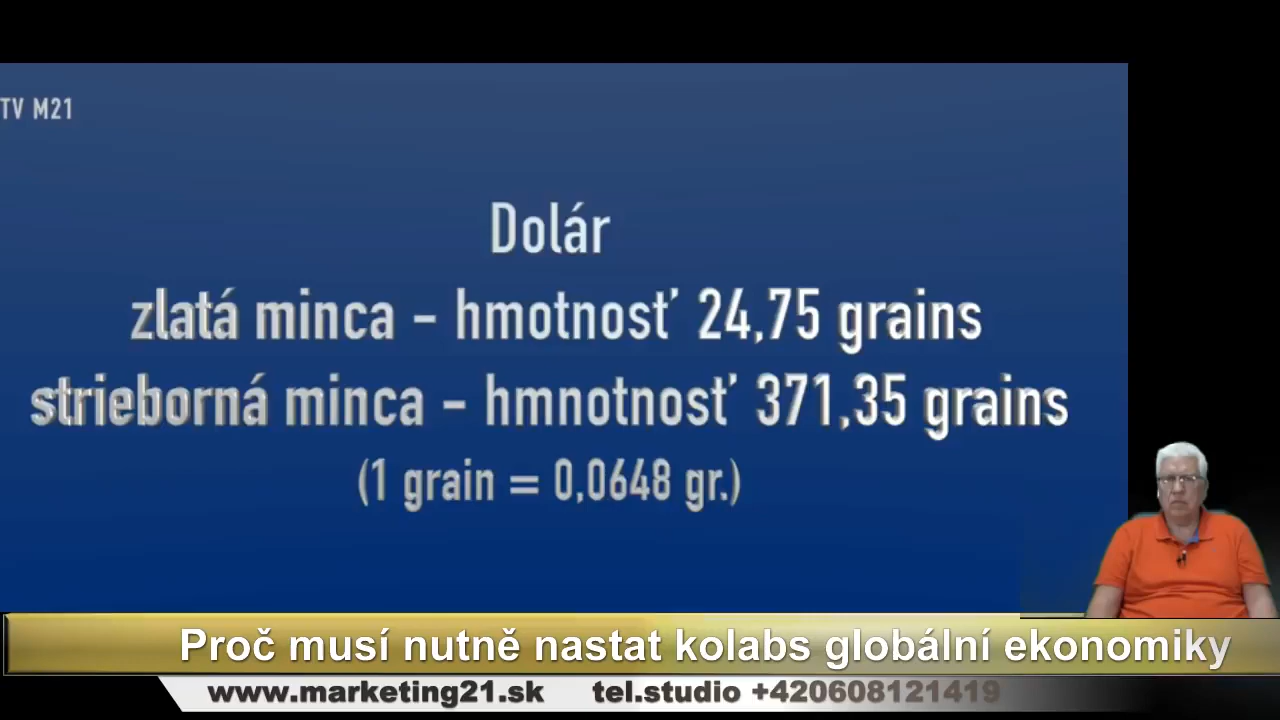 TV M21
Dolár
zlatá minca - hmotnosť 24,75 grains
strieborná minca - hmnotnosť 371,35 grains
(1 grain = 0,0648 gr.)
Proč musí nutně nastat kolabs globální ekonomiky
www.marketing21.sk tel.studio +420608121419